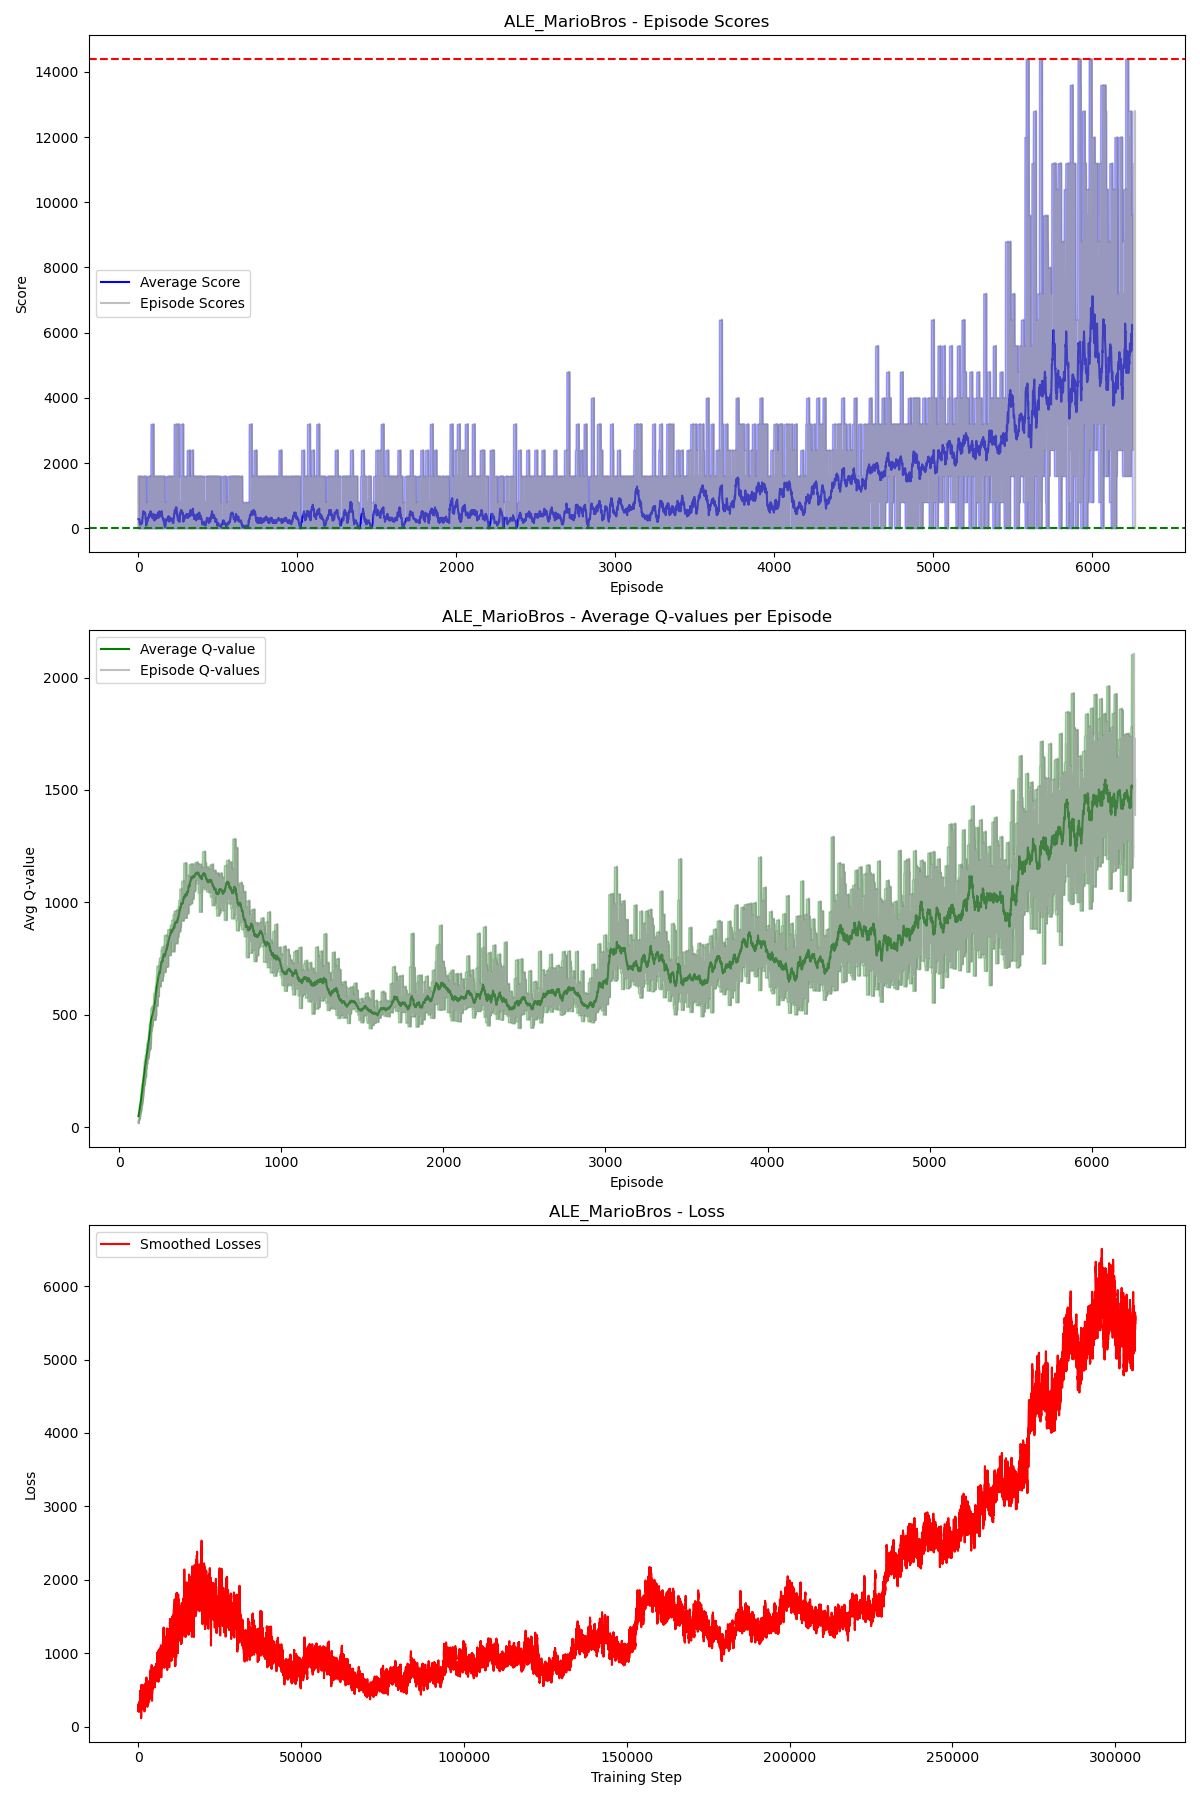 ALE_MarioBros - Episode Scores
14000
12000
10000
8000
6000
4000
2000
0
Score
Average Score
Episode Scores
0 1000 2000 3000 4000 5000 6000
Episode
ALE_MarioBros - Average Q-values per Episode
Average Q-value
Episode Q-values
2000
1500
1000
500
0
Avg Q-value
0 1000 2000 3000 4000 5000 6000
Episode
ALE_MarioBros - Loss
Smoothed Losses
6000
5000
4000
3000
2000
1000
0
Loss
0 50000 100000 150000 200000 250000 300000
Training Step